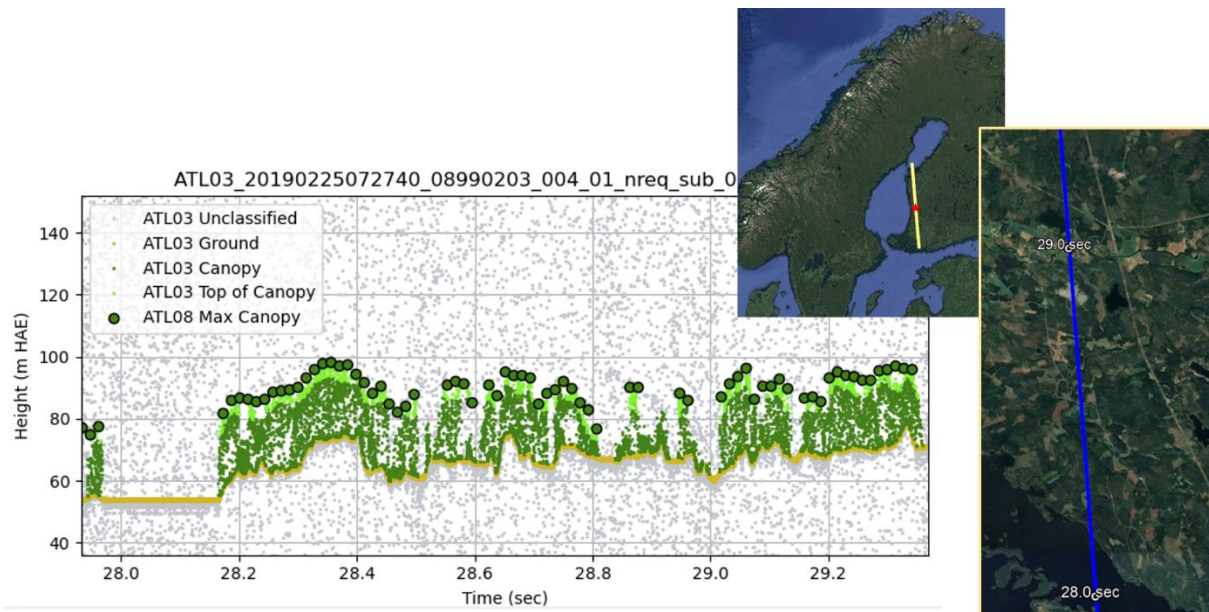 ATL03_20190225072740_08990203_004_01_nreq_sub_0
ATL03 Unclassified
ATL03 Ground
ATL03 Canopy
ATL03 Top of Canopy
ATL08 Max Canopy
Height (m HAE)
140
120
100
80
60
40
28.0
28.2
28.4
28.6
28.8
29.0
29.2
Time (sec)
29.0 sec
28.0 sec